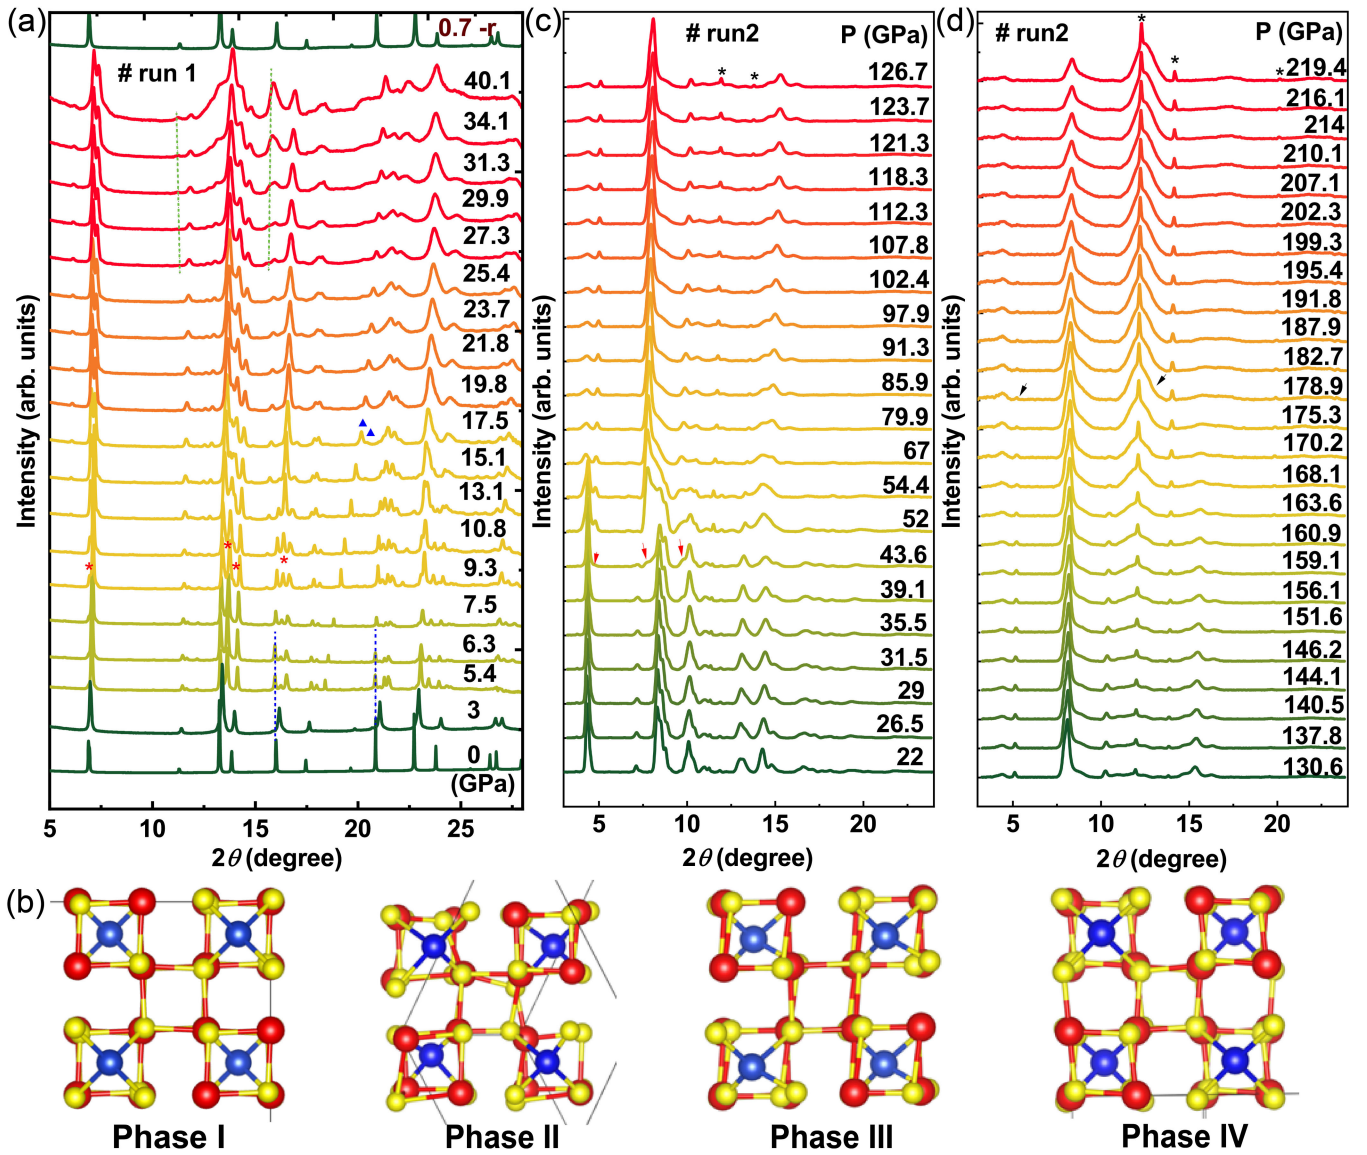 (a)
0.7 -r
# run 1
40.1
34.1
31.3
29.9
27.3
25.4
23.7
21.8
19.8
17.5
15.1
13.1
10.8
9.3
7.5
6.3
5.4
3
0
(GPa)
Intensity (arb. units)
5 10 15 20 25
2θ (degree)
(c)
# run2 P (GPa)
126.7
123.7
121.3
118.3
112.3
107.8
102.4
97.9
91.3
85.9
79.9
67
54.4
52
43.6
39.1
35.5
31.5
29
26.5
22
Intensity (arb. units)
5 10 15 20
2θ (degree)
(d)
# run2 P (GPa)
219.4
216.1
214
210.1
207.1
202.3
199.3
195.4
191.8
187.9
182.7
178.9
175.3
170.2
168.1
163.6
160.9
159.1
156.1
151.6
146.2
144.1
140.5
137.8
130.6
Intensity (arb. units)
5 10 15 20
2θ (degree)
(b)
Phase I
Phase II
Phase III
Phase IV